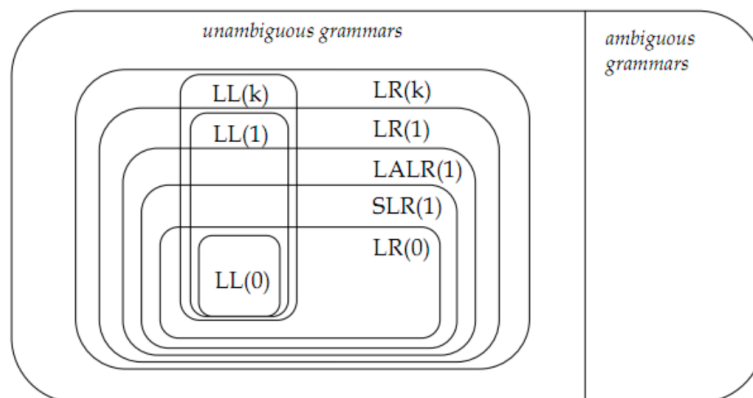 unambiguous grammars
ambiguous
grammars
LL(k)
LR(k)
LL(1)
LR(1)
LALR(1)
SLR(1)
LR(0)
LL(0)